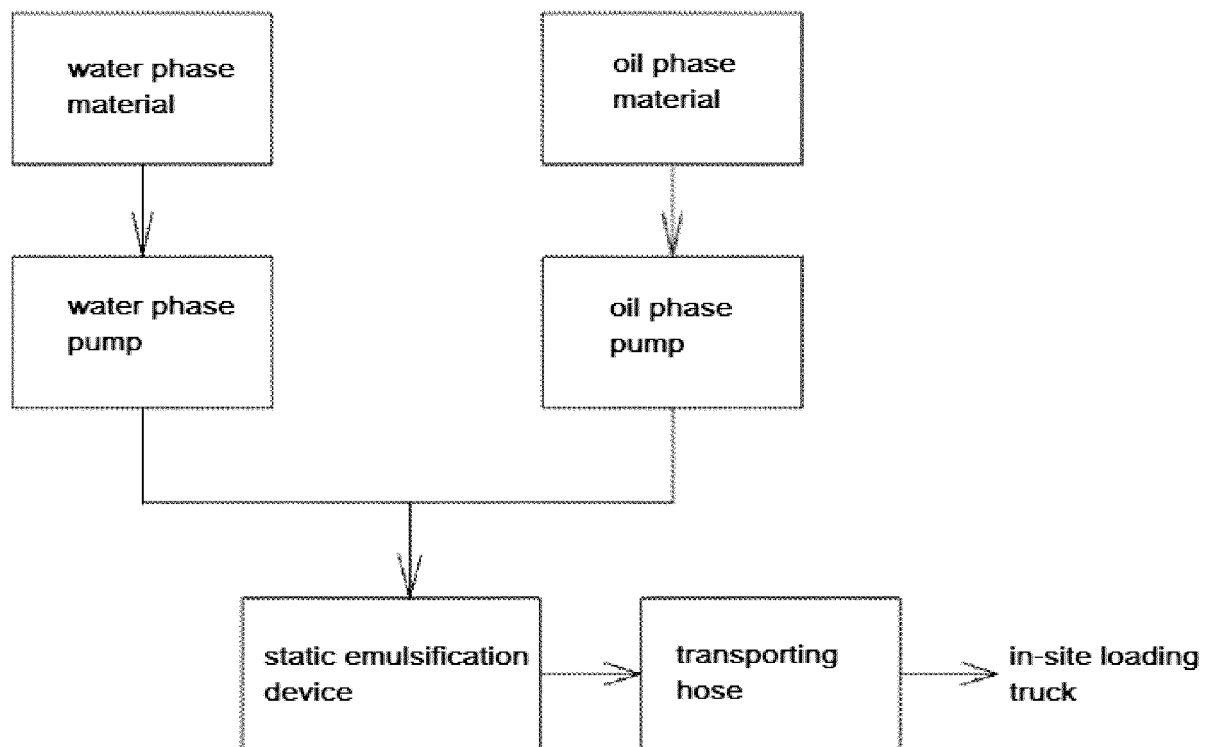 water phase
material
oil phase
material
water phase
pump
oil phase
pump
static emulsification
device
transporting
hose
in-site loading
truck